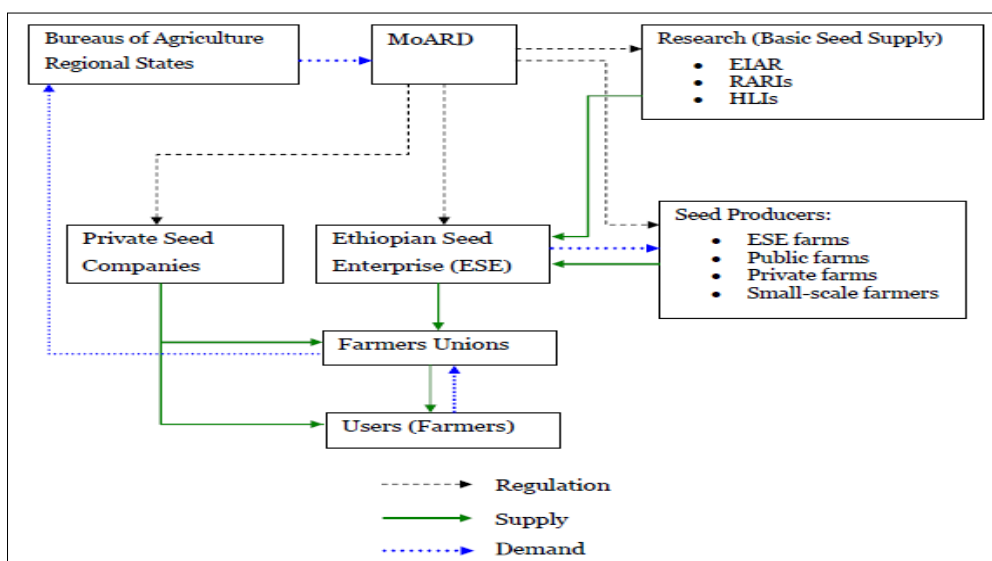 Bureaus of Agriculture
Regional States
MoARD
Research (Basic Seed Supply)
• EIAR
• RARIs
• HLIs
Private Seed
Companies
Ethiopian Seed
Enterprise (ESE)
Seed Producers:
• ESE farms
• Public farms
• Private farms
• Small-scale farmers
Farmers Unions
Users (Farmers)
Regulation
Supply
Demand